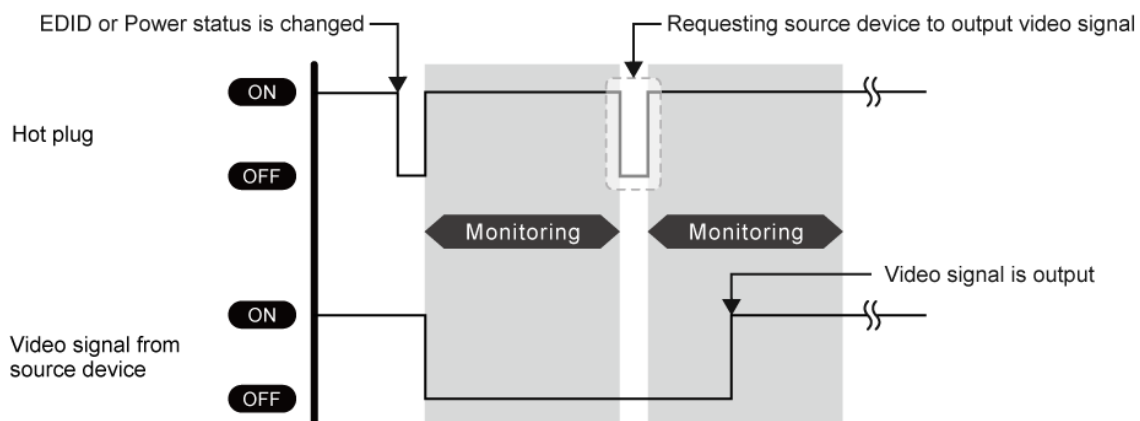 EDID or Power status is changed
Requesting source device to output video signal
ON
Hot plug
OFF
Monitoring
Monitoring
Video signal is output
ON
Video signal from
source device
OFF